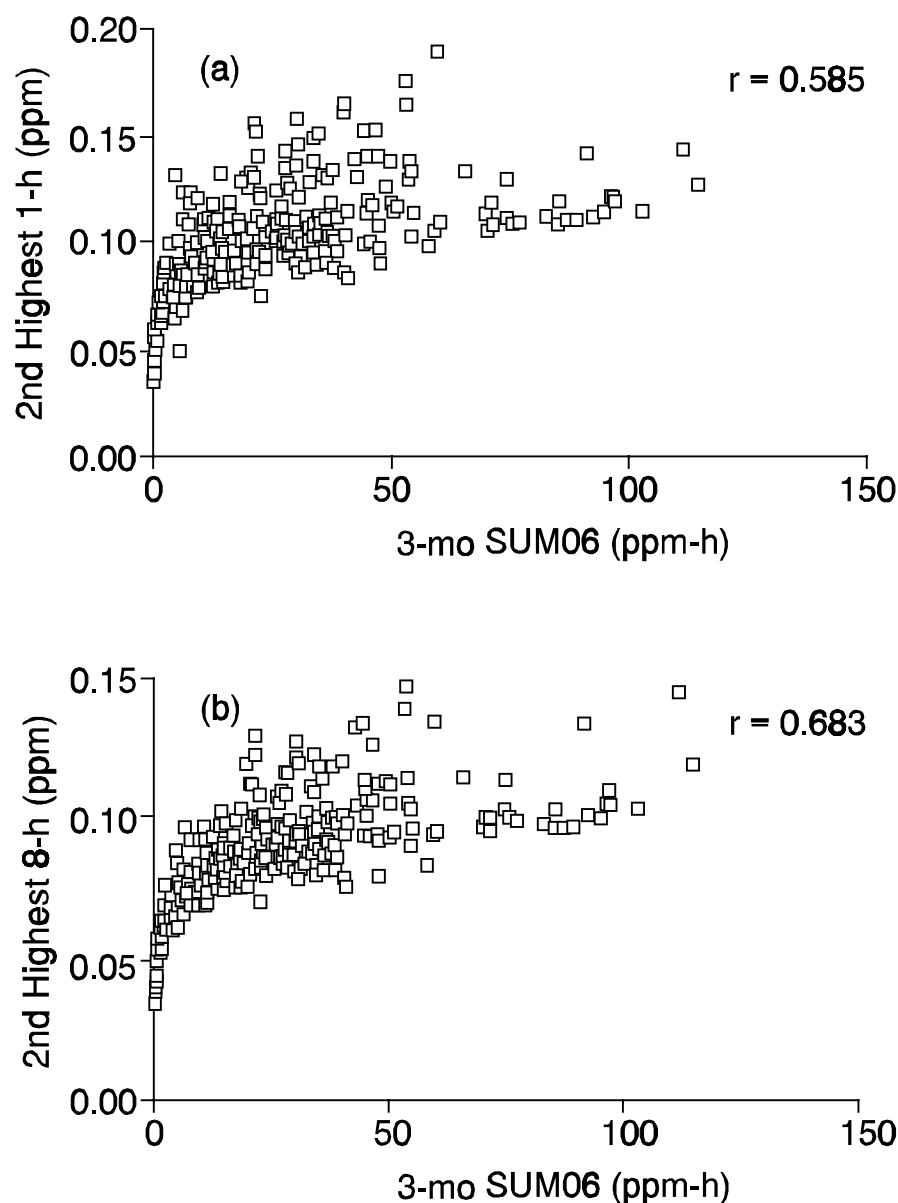 (a)
r = 0.585
2nd Highest 1-h (ppm)
0.20
0.15
0.10
0.05
0.00
0 50 100 150
3-mo SUM06 (ppm-h)
(b)
r = 0.683
2nd Highest 8-h (ppm)
0.15
0.10
0.05
0.00
0 50 100 150
3-mo SUM06 (ppm-h)